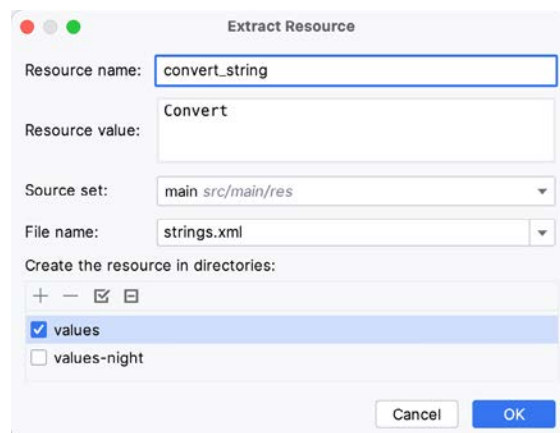 Extract Resource
Resource name: convert_string
Resource value: Convert
Source set: main src/main/res
File name: strings.xml
Create the resource in directories:
values
values-night
Cancel OK